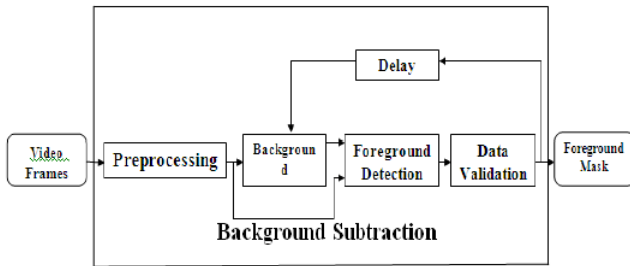 Delay
Video
Frames
Preprocessing
Backgroun
d
Foreground
Detection
Data
Validation
Foreground
Mask
Background Subtraction